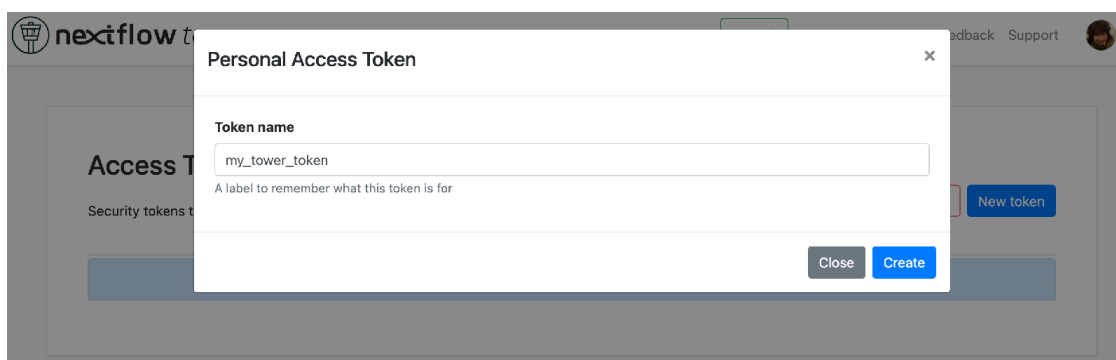 nextflow
Personal Access Token
×
Support
Token name
my_tower_token
A label to remember what this token is for
Access
Security tokens
New token
Close
Create